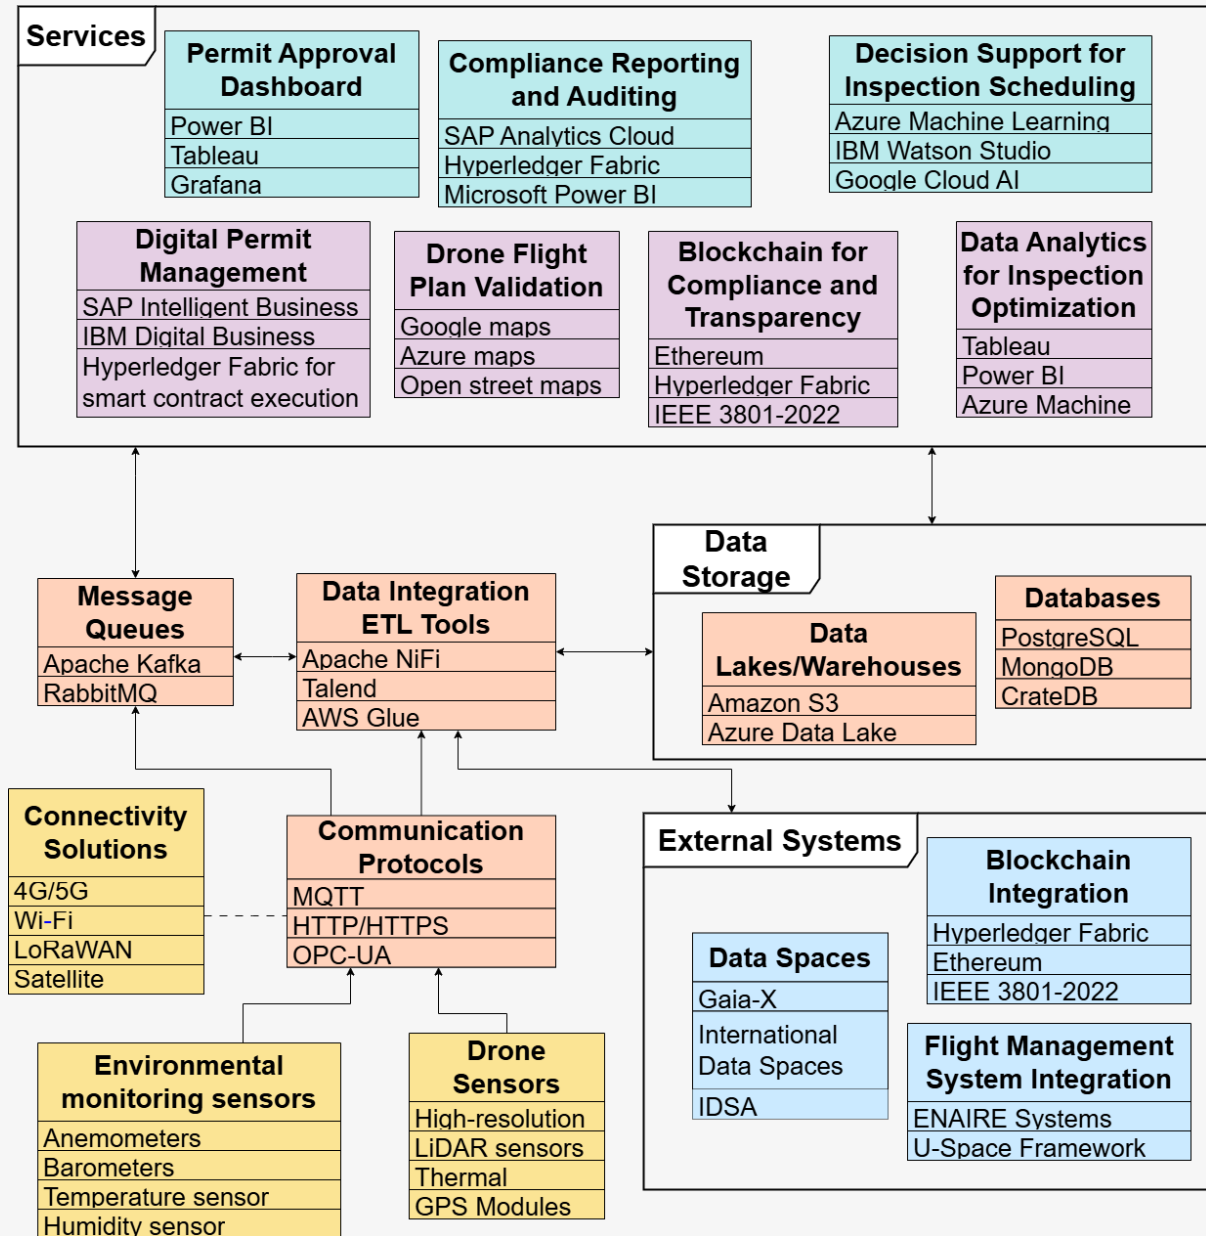 Services
Permit Approval
Dashboard
Power BI
Tableau
Grafana
Compliance Reporting
and Auditing
SAP Analytics Cloud
Hyperledger Fabric
Microsoft Power BI
Decision Support for
Inspection Scheduling
Azure Machine Learning
IBM Watson Studio
Google Cloud AI
Digital Permit
Management
SAP Intelligent Business
IBM Digital Business
Hyperledger Fabric for
smart contract execution
Drone Flight
Plan Validation
Google maps
Azure maps
Open street maps
Blockchain for
Compliance and
Transparency
Ethereum
Hyperledger Fabric
IEEE 3801-2022
Data Analytics
for Inspection
Optimization
Tableau
Power BI
Azure Machine
Message
Queues
Apache Kafka
RabbitMQ
Data Integration
ETL Tools
Apache NiFi
Talend
AWS Glue
Data
Storage
Data
Lakes/Warehouses
Amazon S3
Azure Data Lake
Databases
PostgreSQL
MongoDB
CrateDB
Connectivity
Solutions
4G/5G
Wi-Fi
LoRaWAN
Satellite
Communication
Protocols
MQTT
HTTP/HTTPS
OPC-UA
External Systems
Blockchain
Integration
Hyperledger Fabric
Ethereum
IEEE 3801-2022
Data Spaces
Gaia-X
International
Data Spaces
IDSA
Flight Management
System Integration
ENAIRE Systems
U-Space Framework
Environmental
monitoring sensors
Anemometers
Barometers
Temperature sensor
Humidity sensor
Drone
Sensors
High-resolution
LiDAR sensors
Thermal
GPS Modules